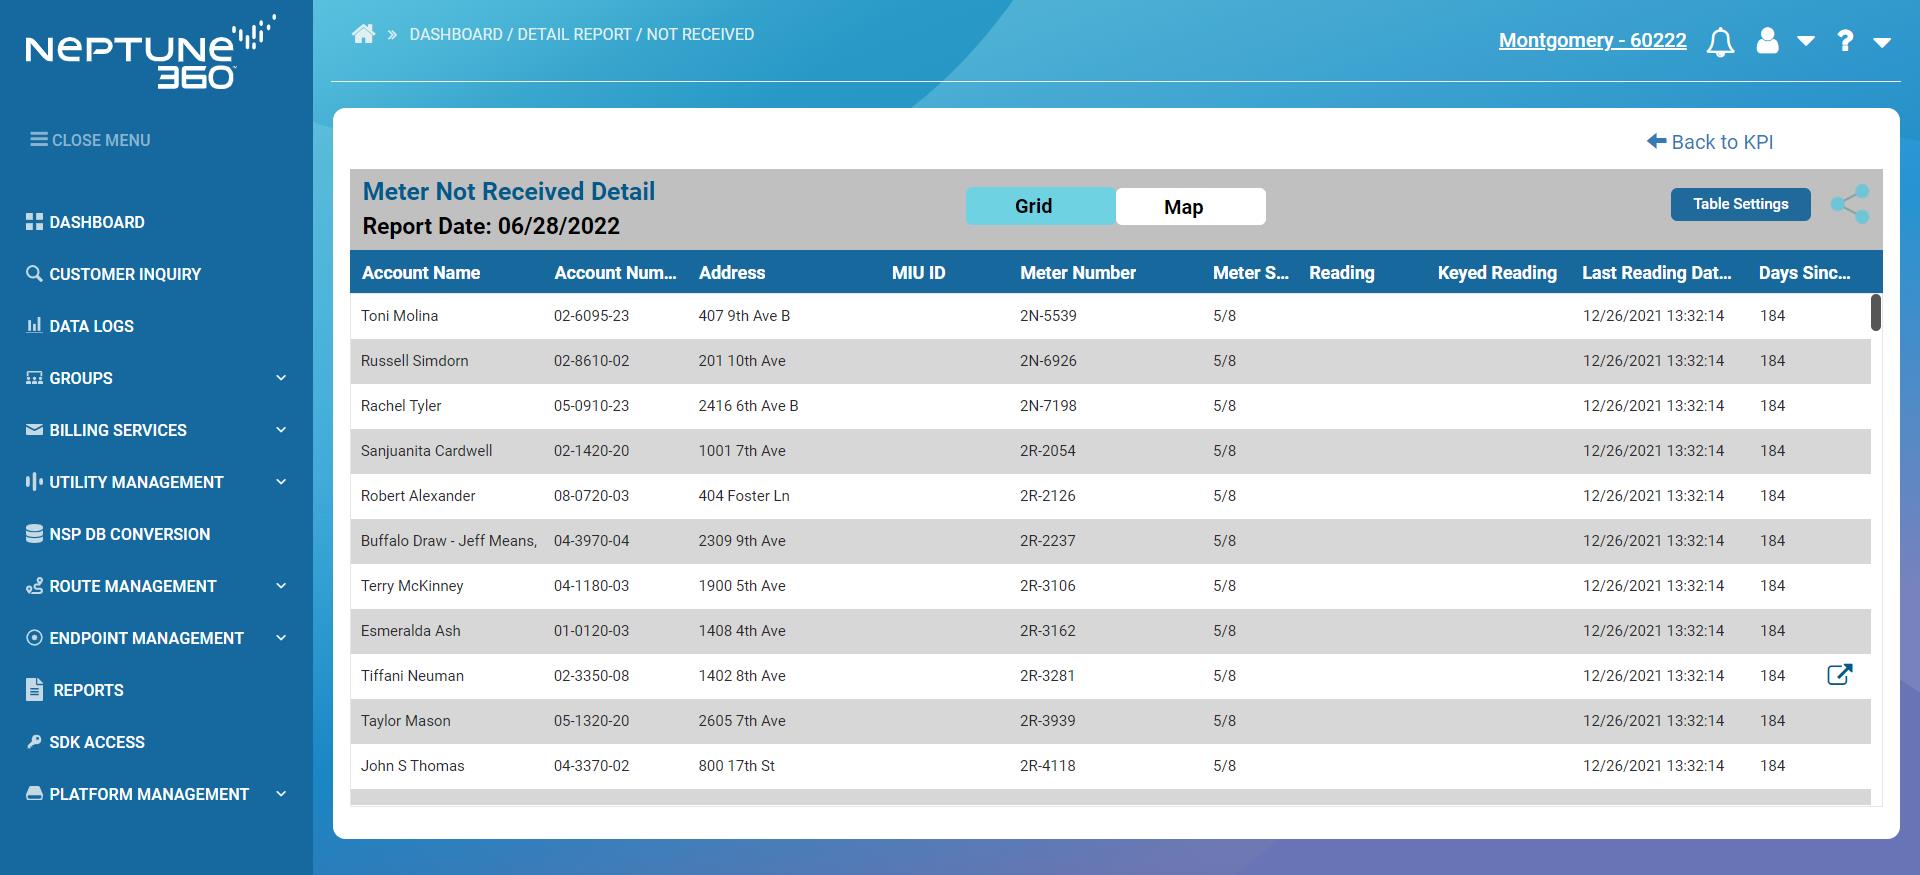 NEPTUNE
360
CLOSE MENU
DASHBOARD
CUSTOMER INQUIRY
DATA LOGS
GROUPS
BILLING SERVICES
UTILITY MANAGEMENT
NSP DB CONVERSION
ROUTE MANAGEMENT
ENDPOINT MANAGEMENT
REPORTS
SDK ACCESS
PLATFORM MANAGEMENT
» DASHBOARD / DETAIL REPORT / NOT RECEIVED
Montgomery - 60222 ?
Back to KPI
Meter Not Received Detail
Report Date: 06/28/2022
Grid Map
Table Settings
Account Name Account Num... Address MIU ID Meter Number Meter S... Reading Keyed Reading Last Reading Dat... Days Sinc...
Toni Molina 02-6095-23 407 9th Ave B 2N-5539 5/8 12/26/2021 13:32:14 184
Russell Simdorn 02-8610-02 201 10th Ave 2N-6926 5/8 12/26/2021 13:32:14 184
Rachel Tyler 05-0910-23 2416 6th Ave B 2N-7198 5/8 12/26/2021 13:32:14 184
Sanjuanita Cardwell 02-1420-20 1001 7th Ave 2R-2054 5/8 12/26/2021 13:32:14 184
Robert Alexander 08-0720-03 404 Foster Ln 2R-2126 5/8 12/26/2021 13:32:14 184
Buffalo Draw - Jeff Means, 04-3970-04 2309 9th Ave 2R-2237 5/8 12/26/2021 13:32:14 184
Terry McKinney 04-1180-03 1900 5th Ave 2R-3106 5/8 12/26/2021 13:32:14 184
Esmeralda Ash 01-0120-03 1408 4th Ave 2R-3162 5/8 12/26/2021 13:32:14 184
Tiffani Neuman 02-3350-08 1402 8th Ave 2R-3281 5/8 12/26/2021 13:32:14 184
Taylor Mason 05-1320-20 2605 7th Ave 2R-3939 5/8 12/26/2021 13:32:14 184
John S Thomas 04-3370-02 800 17th St 2R-4118 5/8 12/26/2021 13:32:14 184